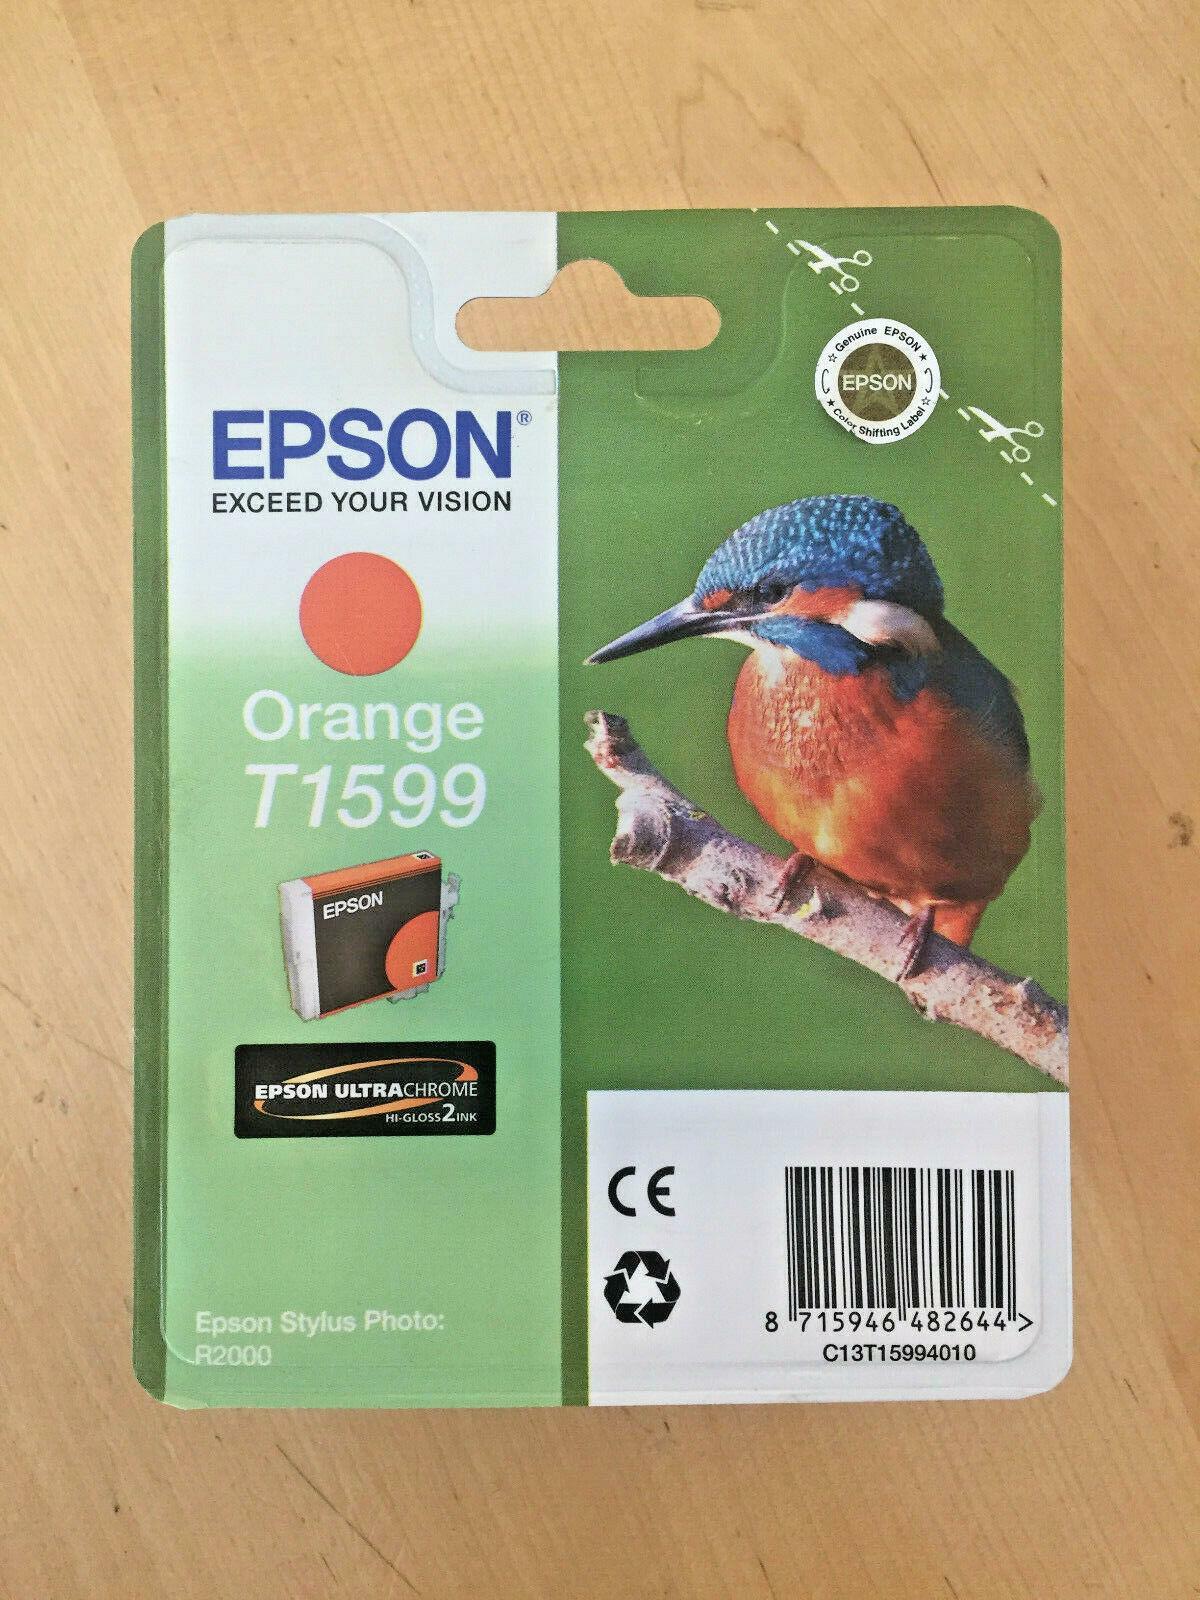 EPSON®
EXCEED YOUR VISION
Orange
T1599
EPSON
EPSON ULTRACHROME
HI-GLOSS2INK
Epson Stylus Photo:
R2000
Genuine EPSON
EPSON
Color Shifting Label
CE
8 715946 482644 >
C13T15994010